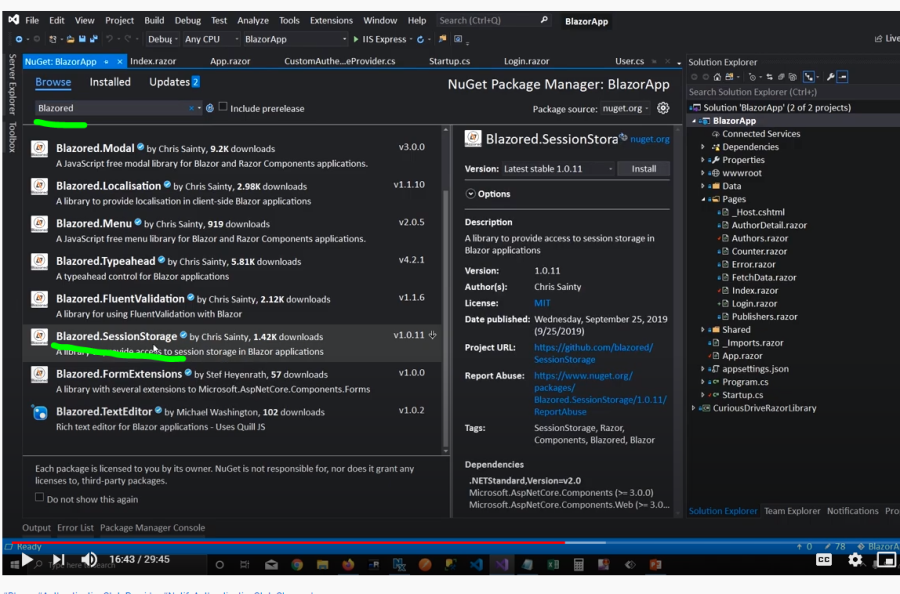 File Edit View Project Build Debug Test Analyze Tools Extensions Window Help Search (Ctrl+Q) BlazorApp
Debug Any CPU BlazorApp IIS Express Live
NuGet: BlazorApp Index.razor App.razor CustomAuthe...eProvider.cs Startup.cs Login.razor User.cs
Server Explorer
Toolbox
Browse Installed Updates 2
NuGet Package Manager: BlazorApp
Blazored Include prerelease
Package source: nuget.org
Blazored.Modal by Chris Sainty, 9.2K downloads v3.0.0
A JavaScript free modal library for Blazor and Razor Components applications.
Blazored.Localisation by Chris Sainty, 2.98K downloads v1.1.10
A library to provide localisation in client-side Blazor applications
Blazored.Menu by Chris Sainty, 919 downloads v2.0.5
A JavaScript free menu library for Blazor and Razor Components applications.
Blazored.Typeahead by Chris Sainty, 5.81K downloads v4.2.1
A typeahead control for Blazor applications
Blazored.FluentValidation by Chris Sainty, 2.12K downloads v1.1.6
A library for using FluentValidation with Blazor
Blazored.SessionStorage by Chris Sainty, 1.42K downloads v1.0.11
A library to provide access to session storage in Blazor applications
Blazored.FormExtensions by Stef Heyenrath, 57 downloads v1.0.0
A library with several extensions to Microsoft.AspNetCore.Components.Forms
Blazored.TextEditor by Michael Washington, 102 downloads v1.0.2
Rich text editor for Blazor applications - Uses Quill JS
Each package is licensed to you by its owner. NuGet is not responsible for, nor does it grant any
licenses to, third-party packages.
Do not show this again
Blazored.SessionStora nuget.org
Version: Latest stable 1.0.11 Install
Options
Description
A library to provide access to session storage in
Blazor applications
Version: 1.0.11
Author(s): Chris Sainty
License: MIT
Date published: Wednesday, September 25, 2019
(9/25/2019)
Project URL: https://github.com/blazored/
SessionStorage
Report Abuse: https://www.nuget.org/
packages/
Blazored.SessionStorage/1.0.11/
ReportAbuse
Tags: SessionStorage, Razor,
Components, Blazored, Blazor
Dependencies
.NETStandard,Version=v2.0
Microsoft.AspNetCore.Components (>= 3.0.0)
Microsoft.AspNetCore.Components.Web (>= 3.0...
Solution Explorer
Search Solution Explorer (Ctrl+;)
Solution 'BlazorApp' (2 of 2 projects)
BlazorApp
Connected Services
Dependencies
Properties
wwwroot
Data
Pages
_Host.cshtml
AuthorDetail.razor
Authors.razor
Counter.razor
Error.razor
FetchData.razor
Index.razor
Login.razor
Publishers.razor
Shared
_Imports.razor
App.razor
appsettings.json
Program.cs
Startup.cs
CuriousDriveRazorLibrary
Solution Explorer Team Explorer Notifications Pro
Output Error List Package Manager Console
Ready 0 78 BlazorA
16:43 / 29:45
CC